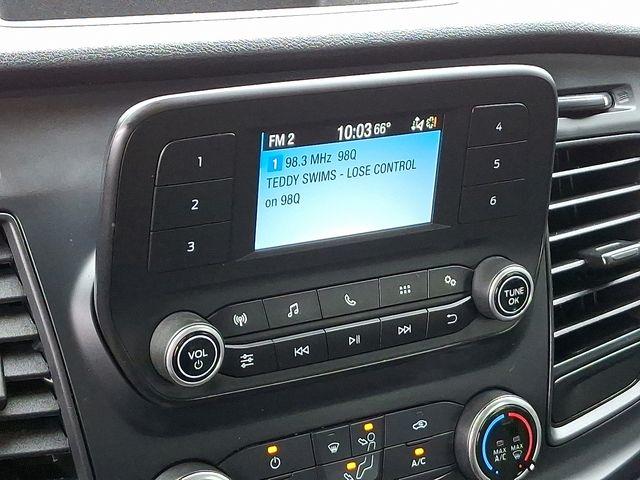 FM 2 10:03 66°
1 98.3 MHz 98Q
TEDDY SWIMS - LOSE CONTROL
on 98Q
1
2
3
4
5
6
VOL
TUNE
OK
A/C
MAX
A/C
MAX